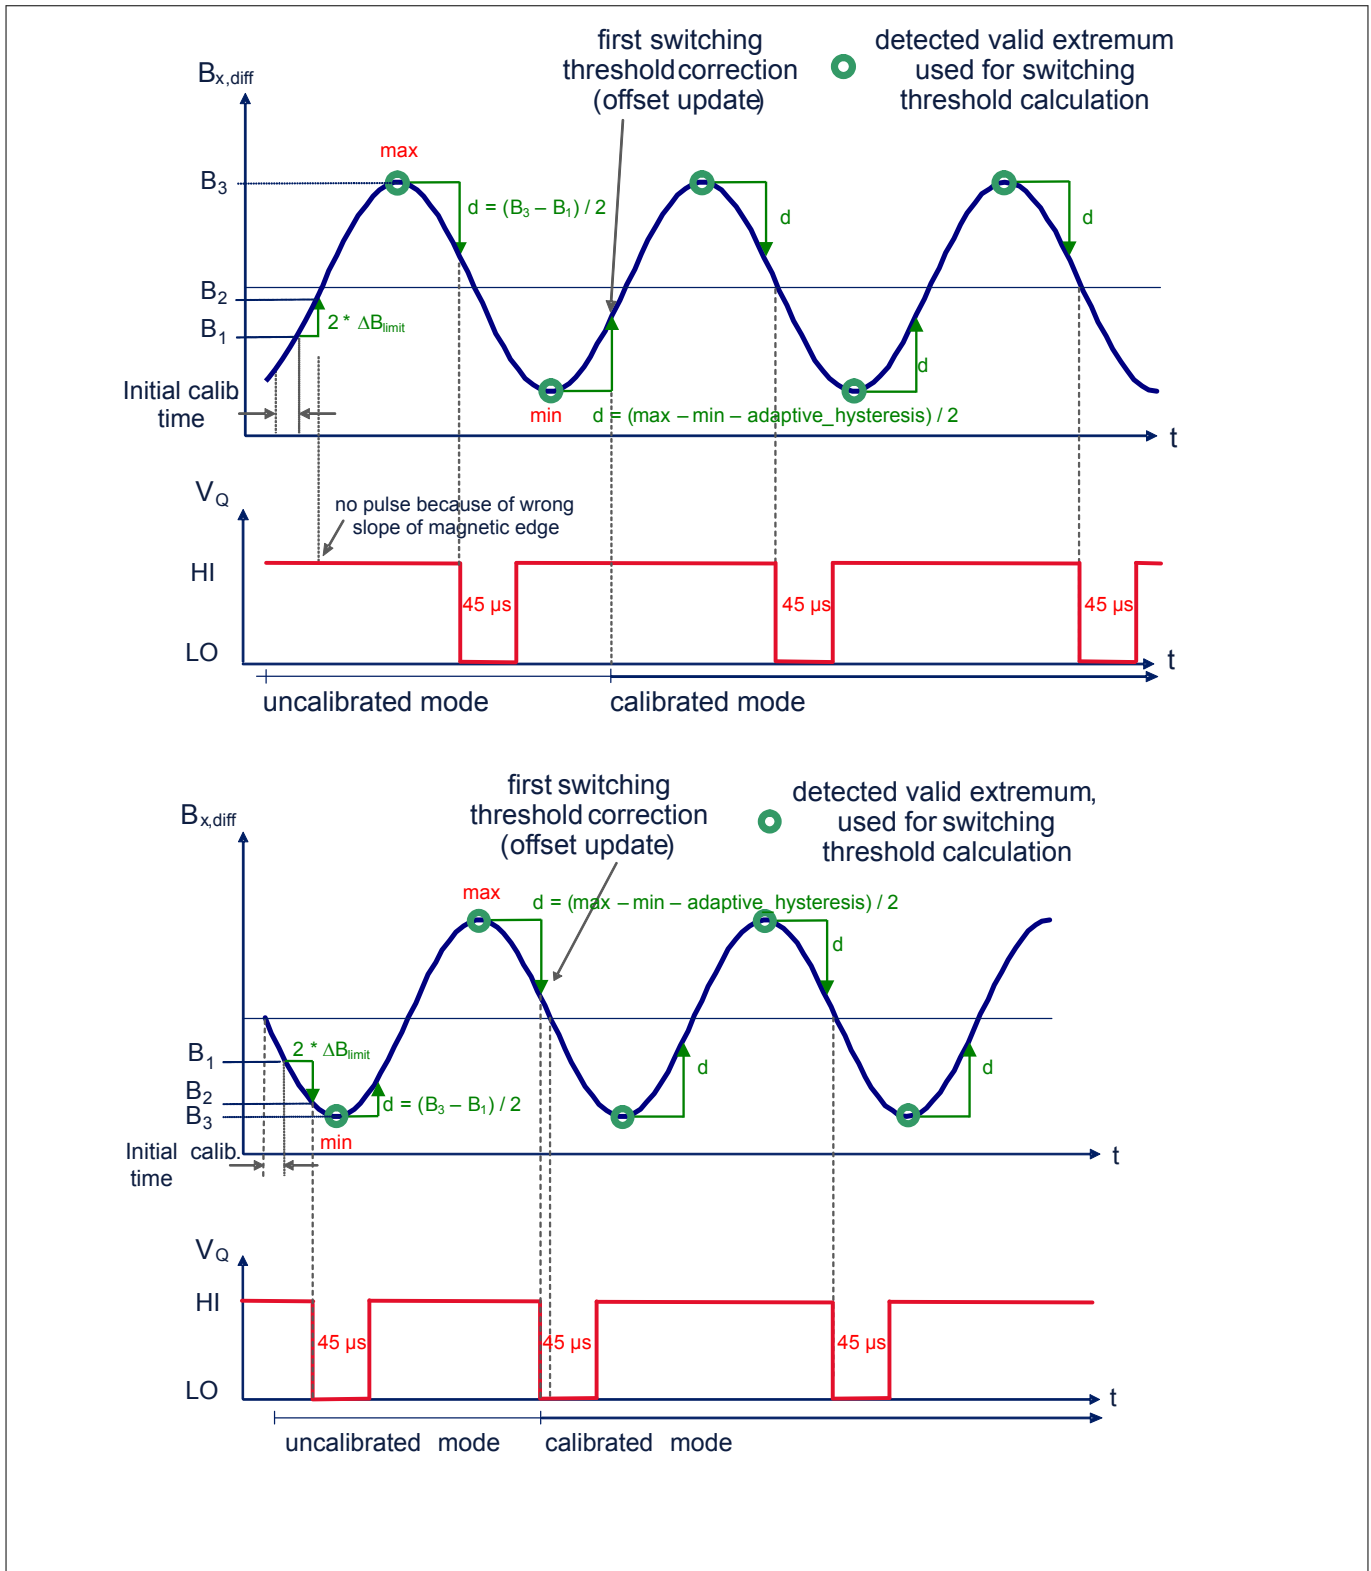 first switching
threshold correction
(offset update)
detected valid extremum
used for switching
threshold calculation
Bx,diff
max
B3
d = (B3 – B1) / 2
d
d
B2
2 * ΔBlimit
B1
d
Initial calib.
time
min
d = (max – min – adaptive_hysteresis) / 2
t
VQ
no pulse because of wrong
slope of magnetic edge
HI
45 µs
45 µs
45 µs
LO
t
uncalibrated mode
calibrated mode
first switching
threshold correction
(offset update)
detected valid extremum,
used for switching
threshold calculation
Bx,diff
max
d = (max – min – adaptive_hysteresis) / 2
d
B1
2 * ΔBlimit
d
d
B2
d = (B3 – B1) / 2
B3
min
Initial calib.
time
t
VQ
HI
45 µs
45 µs
45 µs
LO
t
uncalibrated mode
calibrated mode